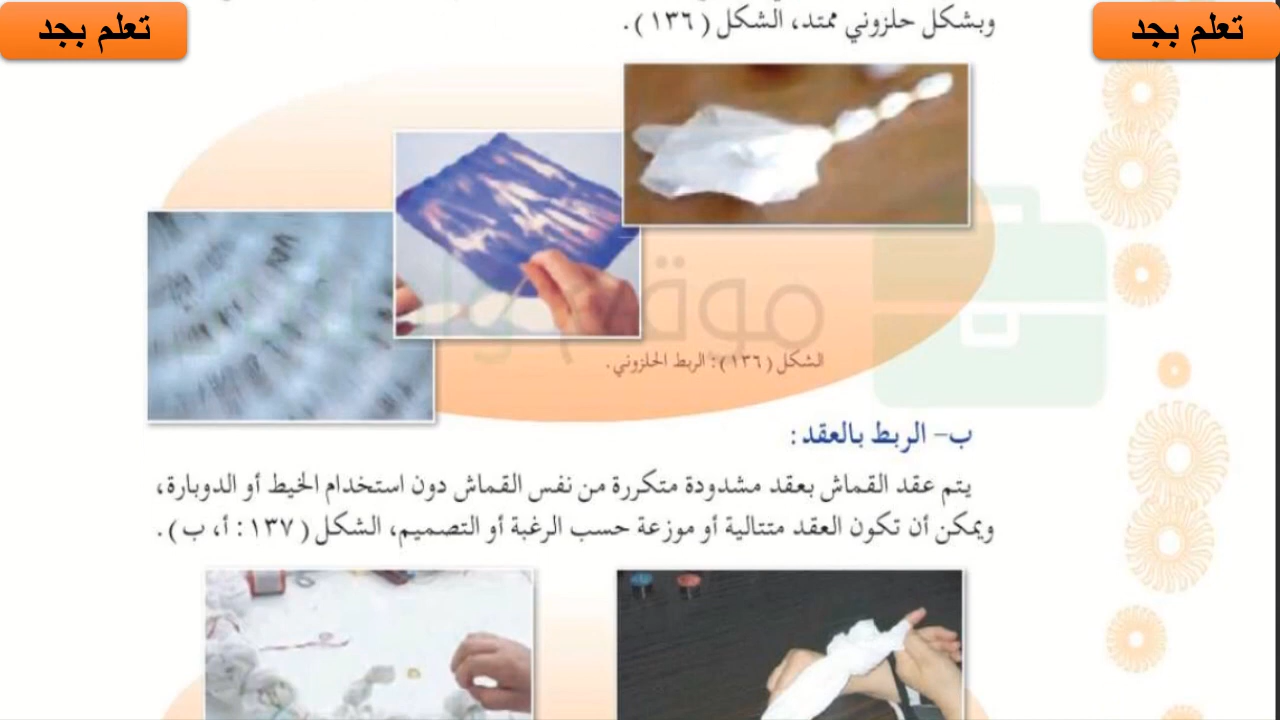 تعلم بجد
تعلم بجد
وبشكل حلزوني ممتد، الشكل (١٣٦).
موقع واجباتي
الشكل (١٣٦): الربط الحلزوني.
ب- الربط بالعقد:
يتم عقد القماش بعقد مشدودة متكررة من نفس القماش دون استخدام الخيط أو الدوبارة،
ويمكن أن تكون العقد متتالية أو موزعة حسب الرغبة أو التصميم، الشكل (١٣٧: أ، ب).